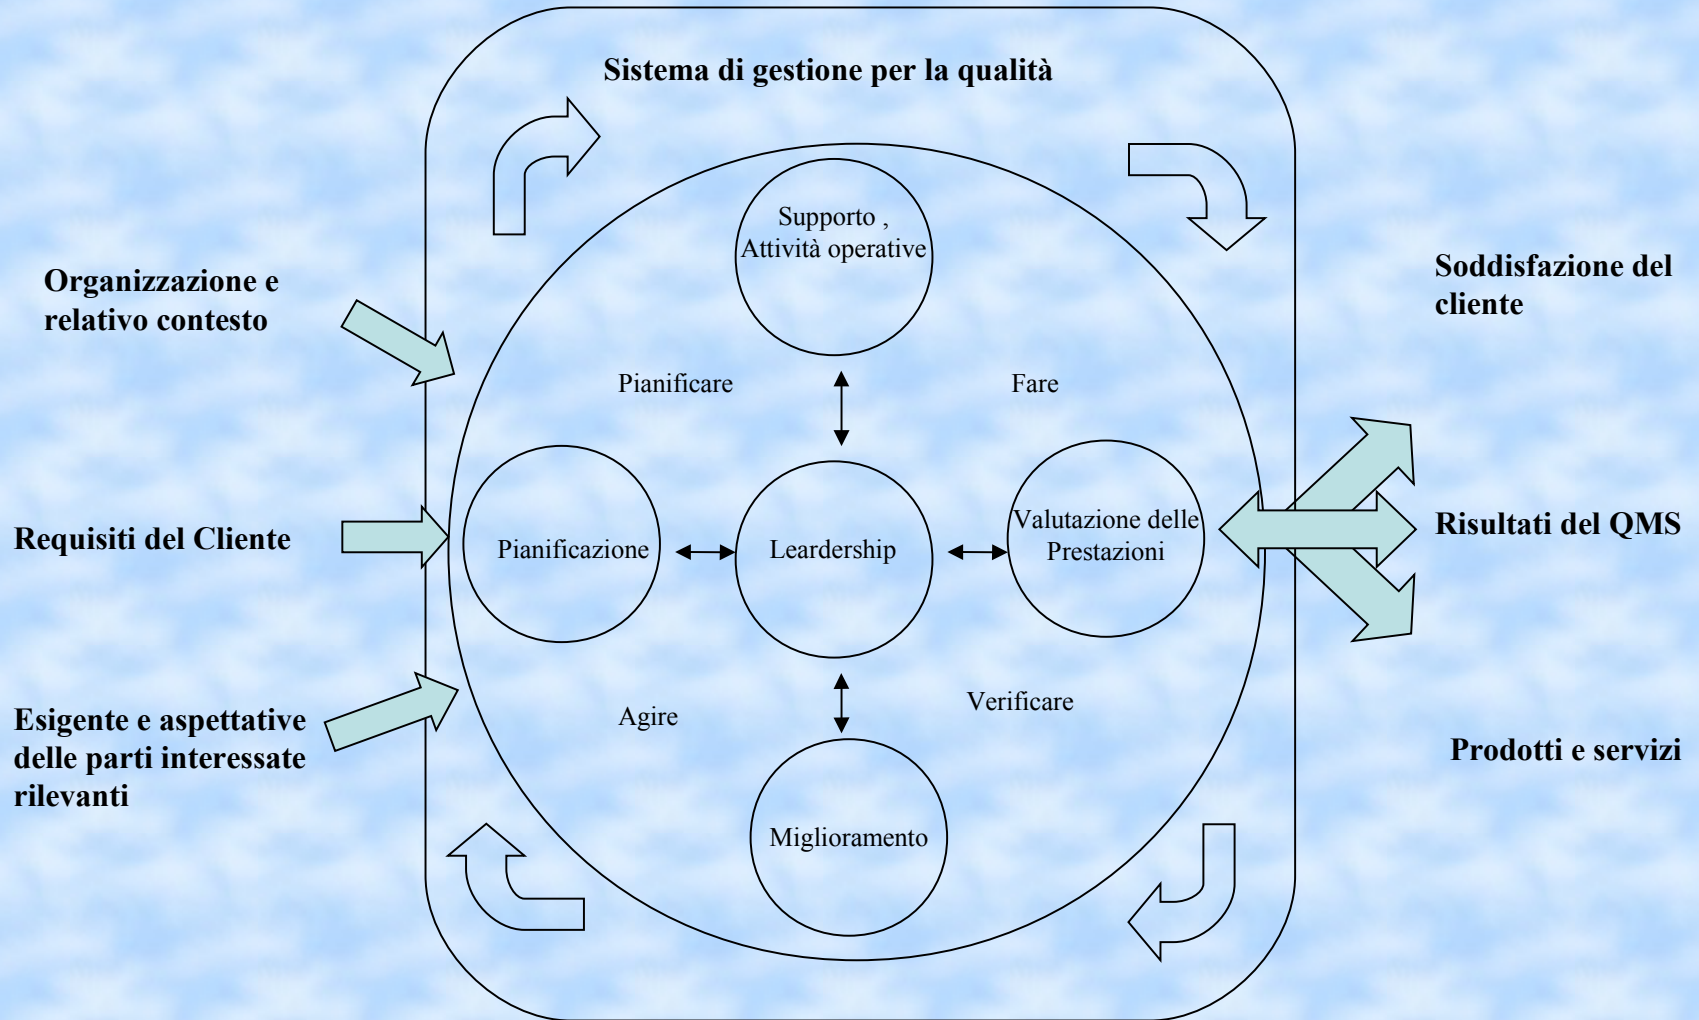 Sistema di gestione per la qualità
Supporto ,
Attività operative
Organizzazione e
relativo contesto
Soddisfazione del
cliente
Pianificare
Fare
Requisiti del Cliente
Pianificazione
Leardership
Valutazione delle
Prestazioni
Risultati del QMS
Esigente e aspettative
delle parti interessate
rilevanti
Agire
Verificare
Prodotti e servizi
Miglioramento